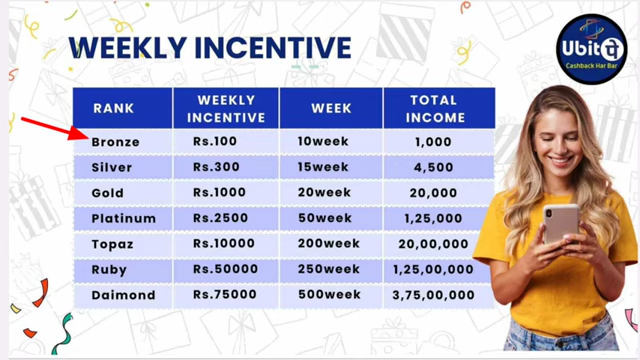 WEEKLY INCENTIVE
Ubit पे
Cashback Har Bar
RANK WEEKLY INCENTIVE WEEK TOTAL INCOME
Bronze Rs.100 10week 1,000
Silver Rs.300 15week 4,500
Gold Rs.1000 20week 20,000
Platinum Rs.2500 50week 1,25,000
Topaz Rs.10000 200week 20,00,000
Ruby Rs.50000 250week 1,25,00,000
Daimond Rs.75000 500week 3,75,00,000